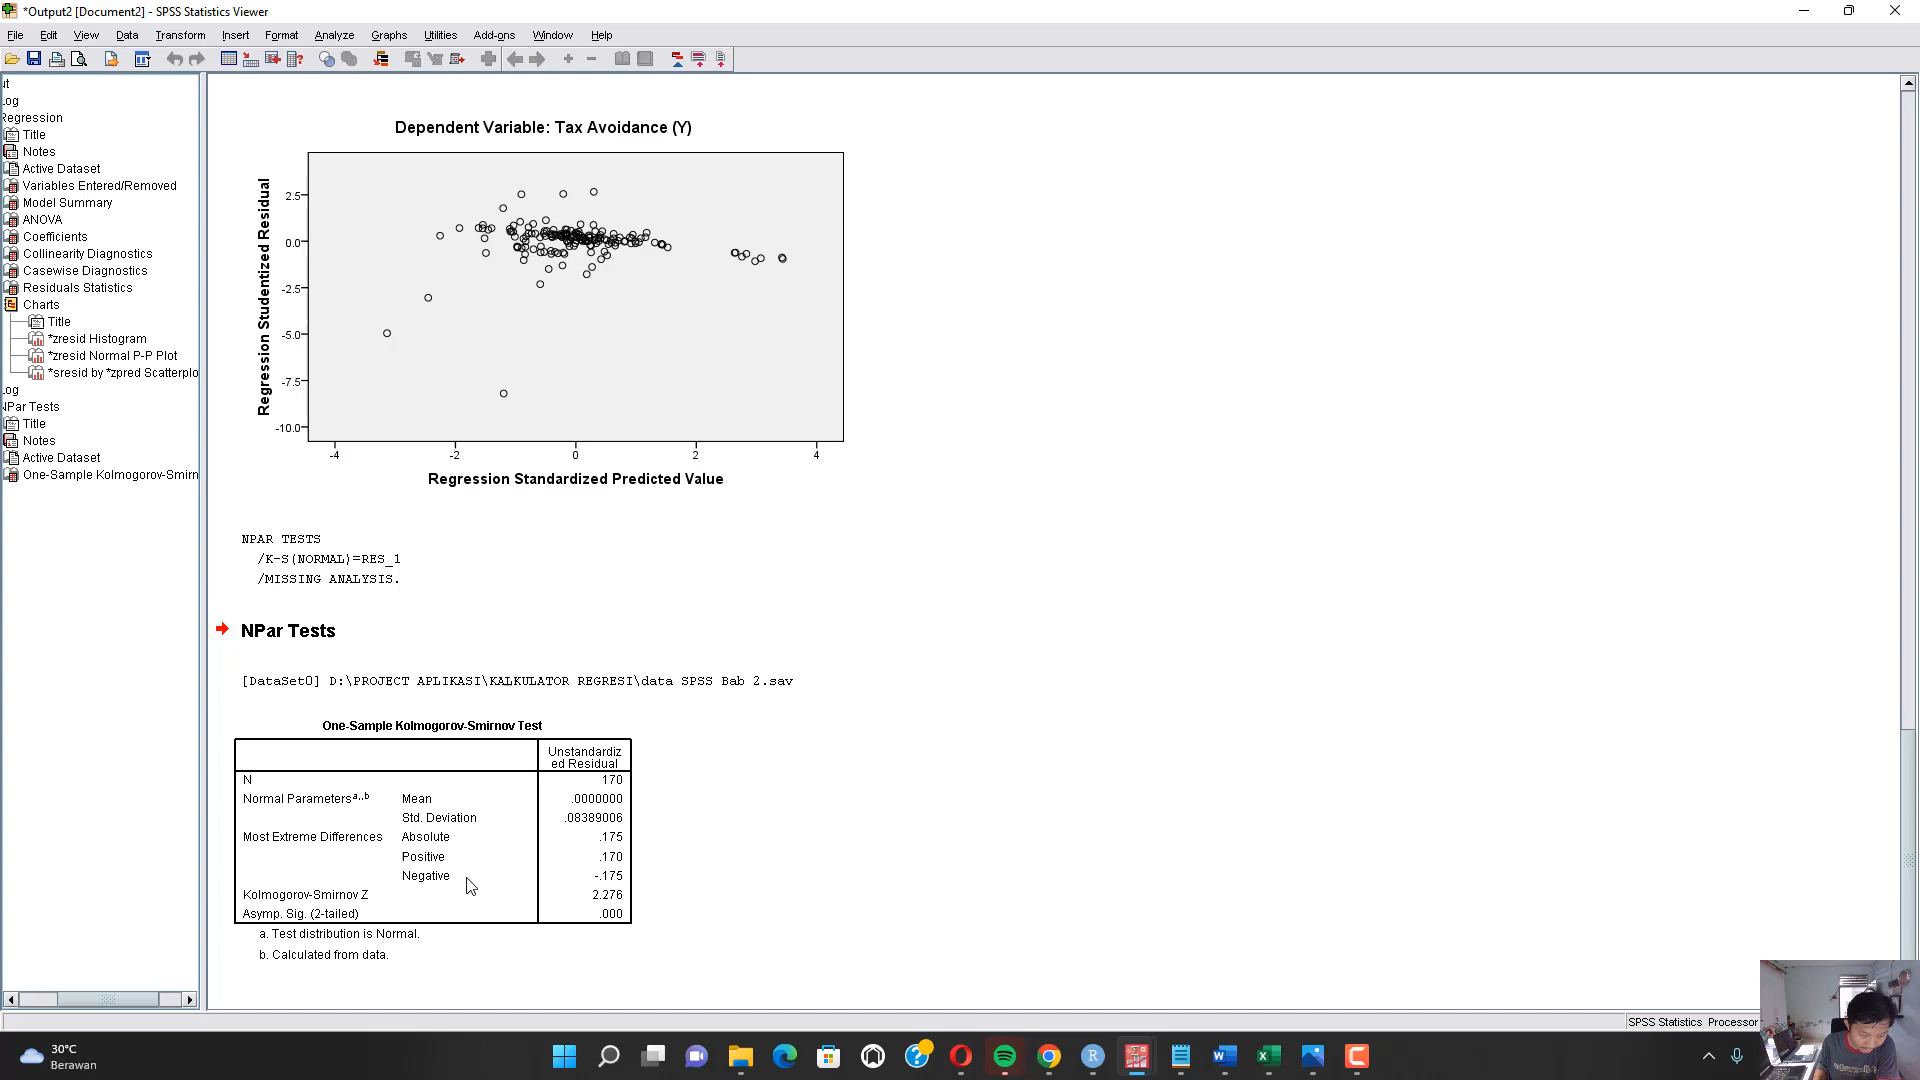 *Output2 [Document2] - SPSS Statistics Viewer
File Edit View Data Transform Insert Format Analyze Graphs Utilities Add-ons Window Help
ut
Log
Regression
Title
Notes
Active Dataset
Variables Entered/Removed
Model Summary
ANOVA
Coefficients
Collinearity Diagnostics
Casewise Diagnostics
Residuals Statistics
Charts
Title
*zresid Histogram
*zresid Normal P-P Plot
*sresid by *zpred Scatterplo
Log
NPar Tests
Title
Notes
Active Dataset
One-Sample Kolmogorov-Smirn
Dependent Variable: Tax Avoidance (Y)
Regression Studentized Residual
2.5
0.0
-2.5
-5.0
-7.5
-10.0
-4 -2 0 2 4
Regression Standardized Predicted Value
NPAR TESTS
/K-S(NORMAL)=RES_1
/MISSING ANALYSIS.
NPar Tests
[DataSet0] D:\PROJECT APLIKASI\KALKULATOR REGRESI\data SPSS Bab 2.sav
One-Sample Kolmogorov-Smirnov Test
Unstandardiz
ed Residual
N 170
Normal Parametersa,,b Mean .0000000
Std. Deviation .08389006
Most Extreme Differences Absolute .175
Positive .170
Negative -.175
Kolmogorov-Smirnov Z 2.276
Asymp. Sig. (2-tailed) .000
a. Test distribution is Normal.
b. Calculated from data.
SPSS Statistics Processor
30°C
Berawan